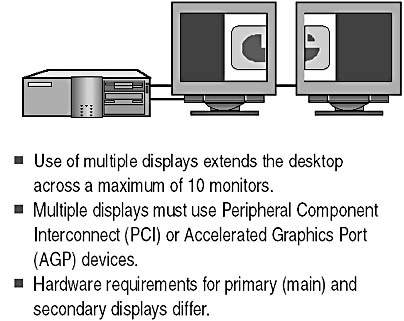 ■ Use of multiple displays extends the desktop
across a maximum of 10 monitors.
■ Multiple displays must use Peripheral Component
Interconnect (PCI) or Accelerated Graphics Port
(AGP) devices.
■ Hardware requirements for primary (main) and
secondary displays differ.